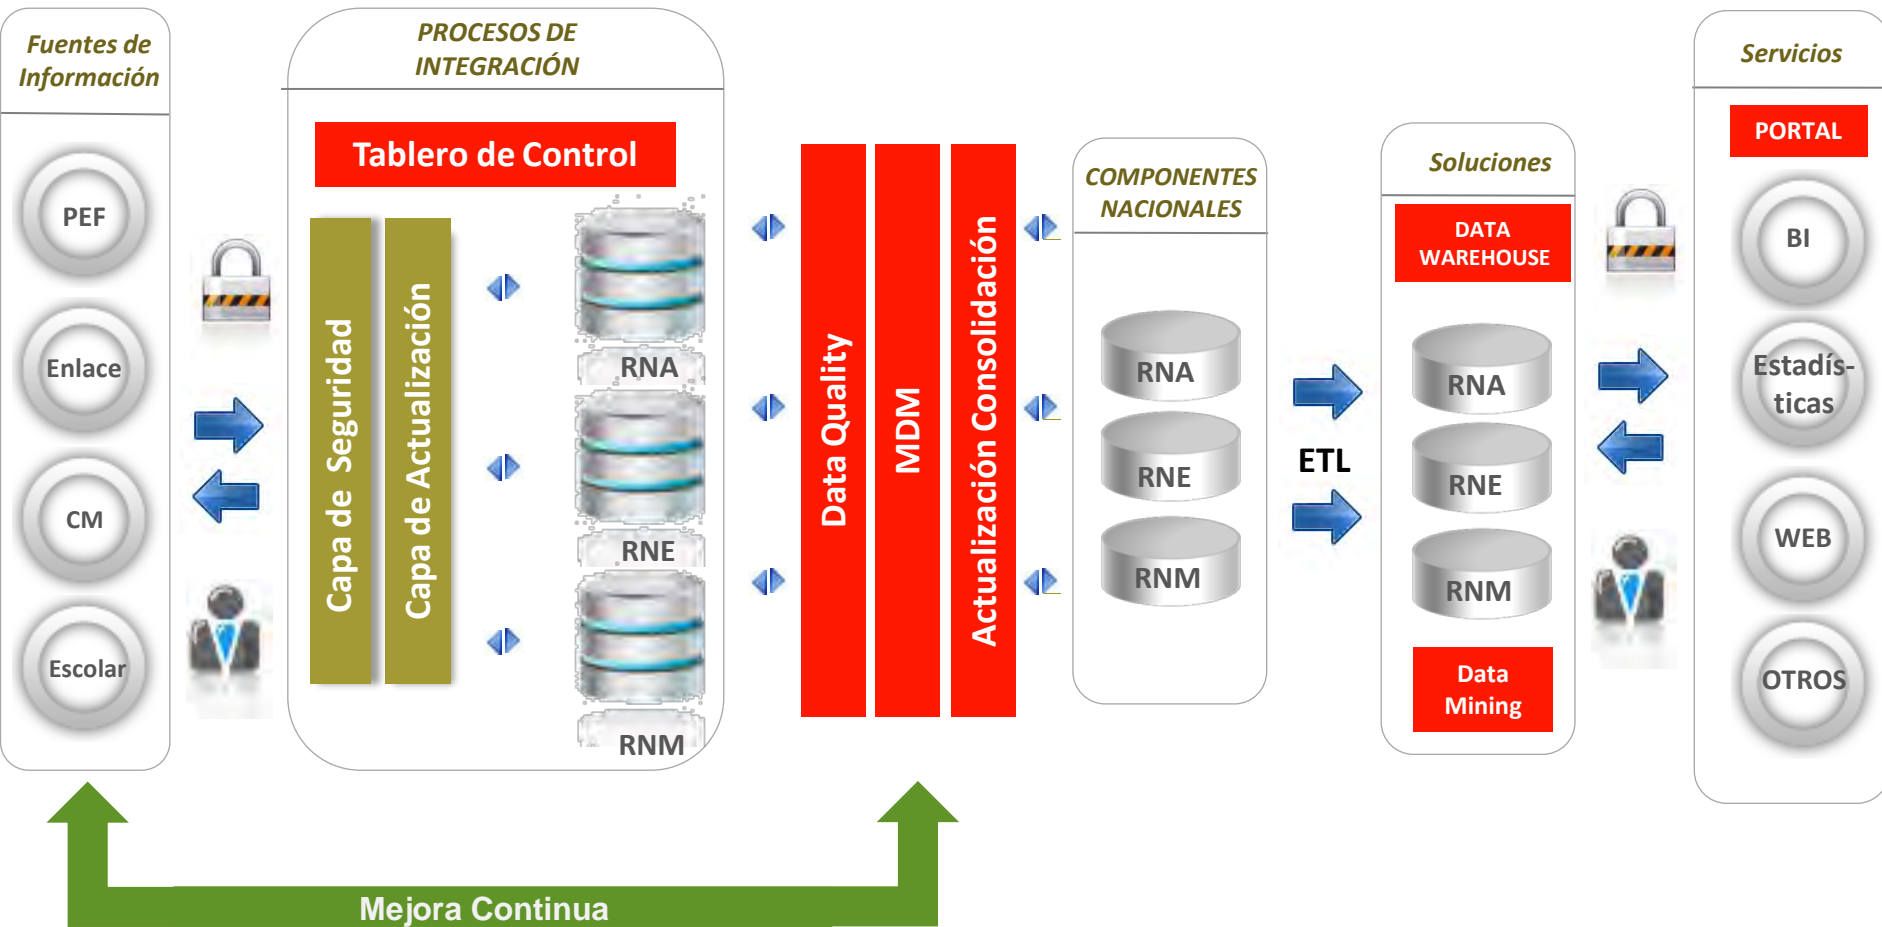 Fuentes de
Información
PEF
Enlace
CM
Escolar
PROCESOS DE
INTEGRACIÓN
Tablero de Control
Capa de Seguridad
Capa de Actualización
RNA
RNE
RNM
Data Quality
MDM
Actualización Consolidación
COMPONENTES
NACIONALES
RNA
RNE
RNM
ETL
Soluciones
DATA
WAREHOUSE
RNA
RNE
RNM
Data
Mining
Servicios
PORTAL
BI
Estadís-
ticas
WEB
OTROS
Mejora Continua